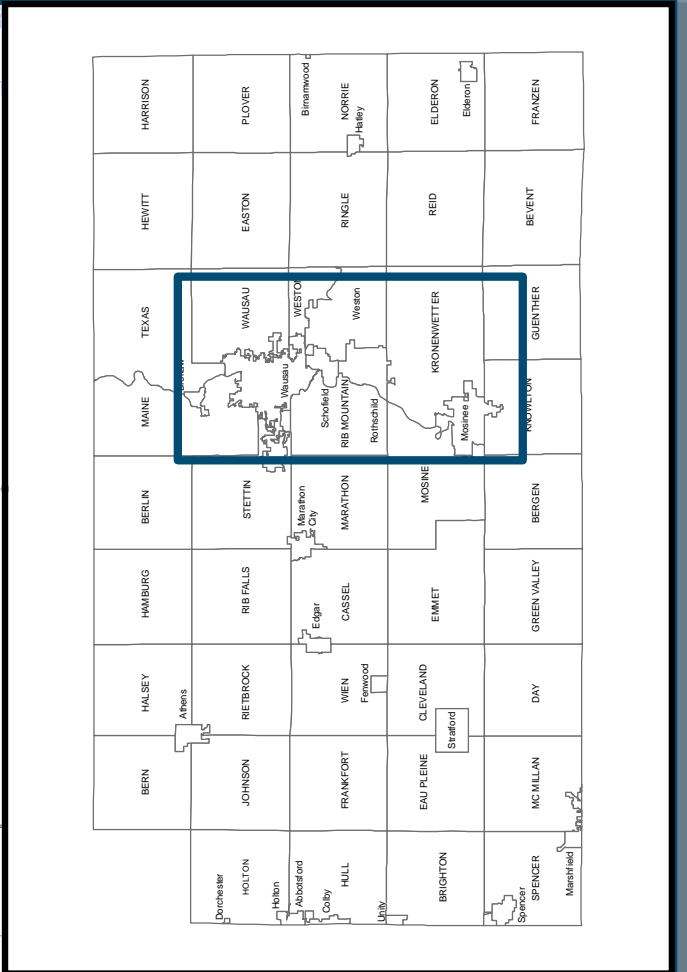 BERN
HALSEY
HAMBURG
BERLIN
MAINE
TEXAS
HEWITT
HARRISON
Athens
Dorchester
HOLTON
JOHNSON
RIETBROCK
RIB FALLS
STETTIN
WAUSAU
EASTON
PLOVER
Holton
Wausau
Abbotsford
Marathon
City
WESTON
Birnamwood
Colby
Edgar
Schofield
HULL
FRANKFORT
WIEN
CASSEL
MARATHON
RIB MOUNTAIN
Weston
RINGLE
NORRIE
Hatley
Fenwood
Rothschild
Unity
BRIGHTON
EAU PLEINE
CLEVELAND
EMMET
MOSINE
KRONENWETTER
REID
ELDERON
Stratford
Mosinee
Elderon
Spencer
SPENCER
MC MILLAN
DAY
GREEN VALLEY
BERGEN
KNOWLTON
GUENTHER
BEVENT
FRANZEN
Marshfield